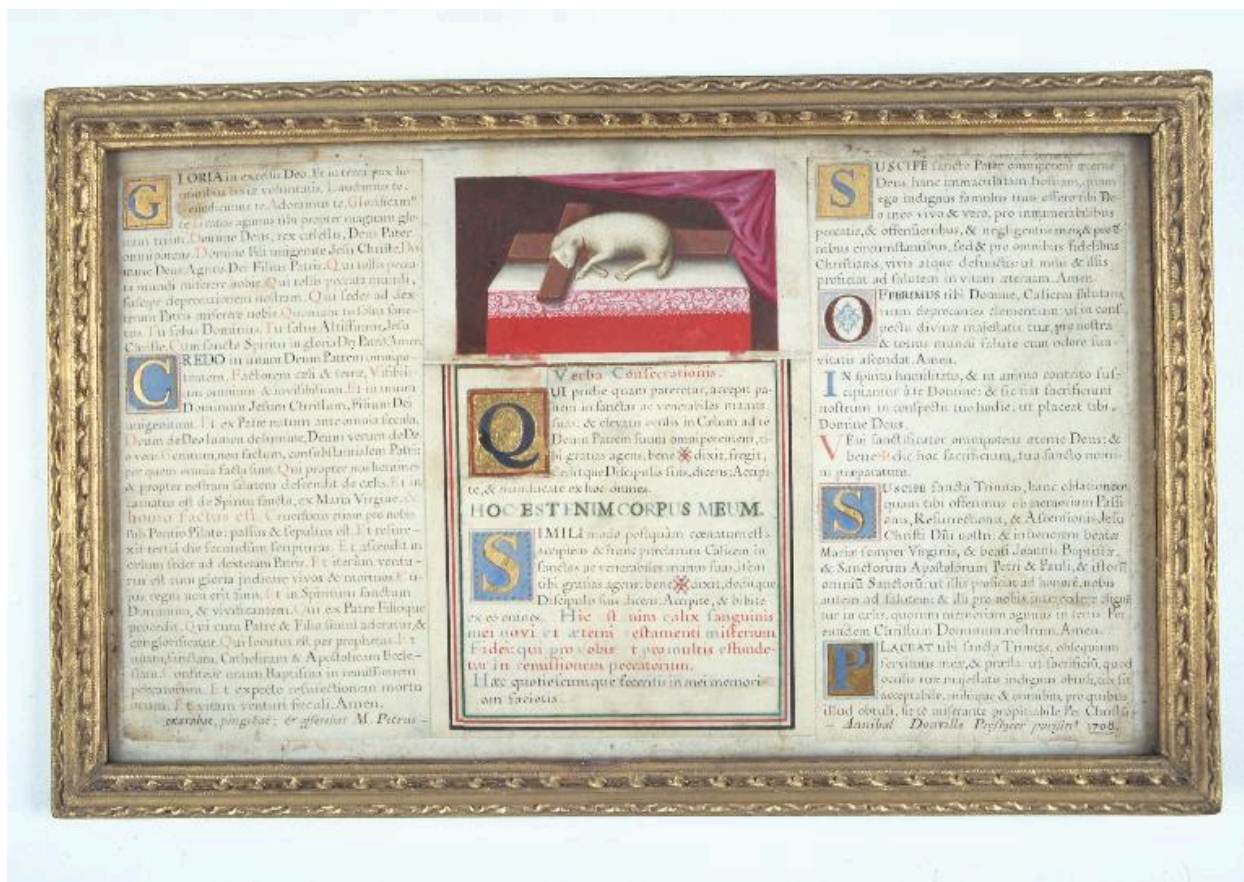 GLORIA in excelsis Deo. Et in terra pax ho-
minibus bonæ voluntatis. Laudamus te.
Benedicimus te. Adoramus te. Glorificam⁹
te. Gratias agimus tibi propter magnam glo-
riam tuam. Domine Deus, rex cœlestis, Deus Pater
omnipotens. Domine Fili unigenite Jesu Christe. Do-
mine Deus, Agnus Dei Filius Patris. Qui tollis pecca-
ta mundi miserere nobis. Qui tollis peccata mundi,
suscipe deprecationem nostram. Qui sedes ad dex-
teram Patris miserere nobis. Quoniam tu solus sanc-
tus. Tu solus Dominus. Tu solus Altissimus, Jesu
Christe. Cum sancto Spiritu in gloria Dei Patris. Amen.
CREDO in unum Deum Patrem omnipo-
tentem. Factorem cœli & terræ, Visibili-
um omnium & invisibilium. Et in unum
Dominum Jesum Christum, Filium Dei
unigenitum. Et ex Patre natum ante omnia sæcula.
Deum de Deo lumen de lumine, Deum verum de De-
o vero. Genitum, non factum, consubstantialem Patri:
per quem omnia facta sunt. Qui propter nos homines
& propter nostram salutem descendit de cœlis. Et in
carnatus est de Spiritu sancto, ex Maria Virgine, &
homo factus est. Crucifixus etiam pro nobis
sub Pontio Pilato: passus & sepultus est. Et resurre-
xit tertia die secundum scripturas. Et ascendit in
cœlum sedet ad dexteram Patris. Et iterum ventu-
rus est cum gloria judicare vivos & mortuos: cu-
jus regni non erit finis. Et in Spiritum sanctum
Dominum, & vivificantem. Qui ex Patre Filioque
procedit. Qui cum Patre & Filio simul adoratur, &
conglorificatur. Qui locutus est per prophetas. Et
unam, sanctam, Catholicam & Apostolicam Eccle-
siam. Confiteor unum Baptisma in remissionem
peccatorum. Et expecto resurectionem mortu
orum. Et vitam venturi sæculi. Amen.
exarabat, pingebat; & offerebat M. Petrus -
Verba Consecrationis.
QUI pridie quam pateretur, accepit pa-
nem in sanctas ac venerabiles manus
suas: & elevatis oculis in Cœlum ad te
Deum Patrem suum omnipotentem, ti-
bi gratias agens, bene ✠ dixit, fregit,
deditque Discipulis suis, dicens; Accipi-
te, & manducate ex hoc omnes.
HOC EST ENIM CORPUS MEUM.
SIMILI modo postquam cœnatum est
Accipiens & hunc præclarum Calicem in
sanctas ac venerabiles manus suas, item
tibi gratias agens, bene ✠ dixit, deditque
Discipulis suis dicens. Accipite, & bibite
ex eo omnes. Hic st nim calix sanguinis
mei novi et æterni estamenti misterium
Fidei: qui pro vobis t pro multis effunde-
tur in remissionem peccatorum.
Hæc quotiescumque feceritis in mei memori-
am facietis.
SUSCIPE sancte Pater omnipotens æterne
Deus, hanc immaculatam hostiam, quam
ego indignus famulus tuus offero tibi De-
o meo vivo & vero, pro innumerabilibus
peccatis, & offensionibus, & negligentiis meis, & pro õ-
nibus circumstantibus, sed & pro omnibus fidelibus
Christianis, vivis atque defunctis: ut mihi & illis
proficiat ad salutem in vitam æternam. Amen.
OFFERIMUS tibi Domine, Calicem salutaris,
tuam deprecantes clementiam: ut in cons-
pectu divinæ majestatis tuæ, pro nostra
& totius mundi salute cum odore sua-
vitatis ascendat. Amen.
IN spiritu humilitatis, & in animo contrito sus-
cipiamur à te Domine: & sic fiat sacrificium
nostrum in conspectu tuo hodie, ut placeat tibi
Domine Deus.
VEni sanctificator omnipotens æterne Deus: &
bene ✠ dic hoc sacrificium, tuo sancto nomi-
ni præparatum.
SUSCIPE sancta Trinitas, hanc oblationem,
quam tibi offerimus ob memoriam Passi
onis, Resurrectionis, & Ascensionis Jesu
Christi Dñi nostri: & in honorem beatæ
Mariæ semper Virginis, & beati Joannis Baptistæ,
& Sanctorum Apostolorum Petri & Pauli, & istorũ
omniũ Sanctorũ: ut illis proficiat ad honorẽ, nobis
autem ad salutem: & illi pro nobis intercedere digne
tur in cœlis, quorum memoriam agimus in terris. Per
eundem Christum Dominum nostrum. Amen.
PLACEAT tibi sancta Trinitas, obsequium
servitutis meæ, & præsta: ut sacrificiũ, quod
oculis tuæ majestatis indignus obtuli, tibi sit
acceptabile, mihique & omnibus, pro quibus
illud obtuli, sit te miserante propitiabile Per Christũ
- Annibal Donville 1708.